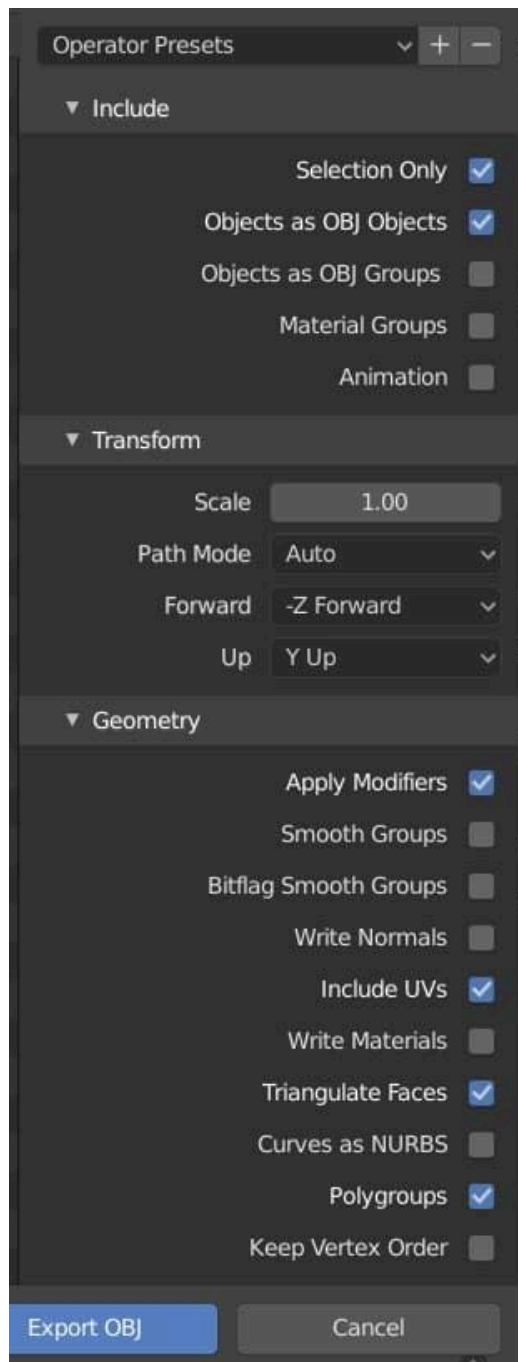 Operator Presets
Include
Selection Only
Objects as OBJ Objects
Objects as OBJ Groups
Material Groups
Animation
Transform
Scale 1.00
Path Mode Auto
Forward -Z Forward
Up Y Up
Geometry
Apply Modifiers
Smooth Groups
Bitflag Smooth Groups
Write Normals
Include UVs
Write Materials
Triangulate Faces
Curves as NURBS
Polygroups
Keep Vertex Order
Export OBJ Cancel